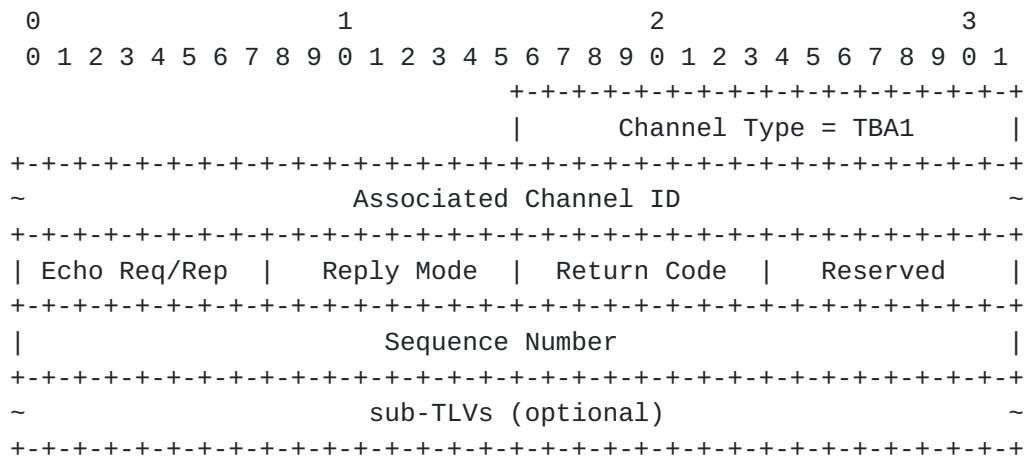 0                   1                   2                   3
 0 1 2 3 4 5 6 7 8 9 0 1 2 3 4 5 6 7 8 9 0 1 2 3 4 5 6 7 8 9 0 1
                                +-+-+-+-+-+-+-+-+-+-+-+-+-+-+-+-+
                                |      Channel Type = TBA1      |
+-+-+-+-+-+-+-+-+-+-+-+-+-+-+-+-+-+-+-+-+-+-+-+-+-+-+-+-+-+-+-+-+
~                     Associated Channel ID                     ~
+-+-+-+-+-+-+-+-+-+-+-+-+-+-+-+-+-+-+-+-+-+-+-+-+-+-+-+-+-+-+-+-+
| Echo Req/Rep  |   Reply Mode  |  Return Code  |   Reserved    |
+-+-+-+-+-+-+-+-+-+-+-+-+-+-+-+-+-+-+-+-+-+-+-+-+-+-+-+-+-+-+-+-+
|                       Sequence Number                         |
+-+-+-+-+-+-+-+-+-+-+-+-+-+-+-+-+-+-+-+-+-+-+-+-+-+-+-+-+-+-+-+-+
~                      sub-TLVs (optional)                      ~
+-+-+-+-+-+-+-+-+-+-+-+-+-+-+-+-+-+-+-+-+-+-+-+-+-+-+-+-+-+-+-+-+